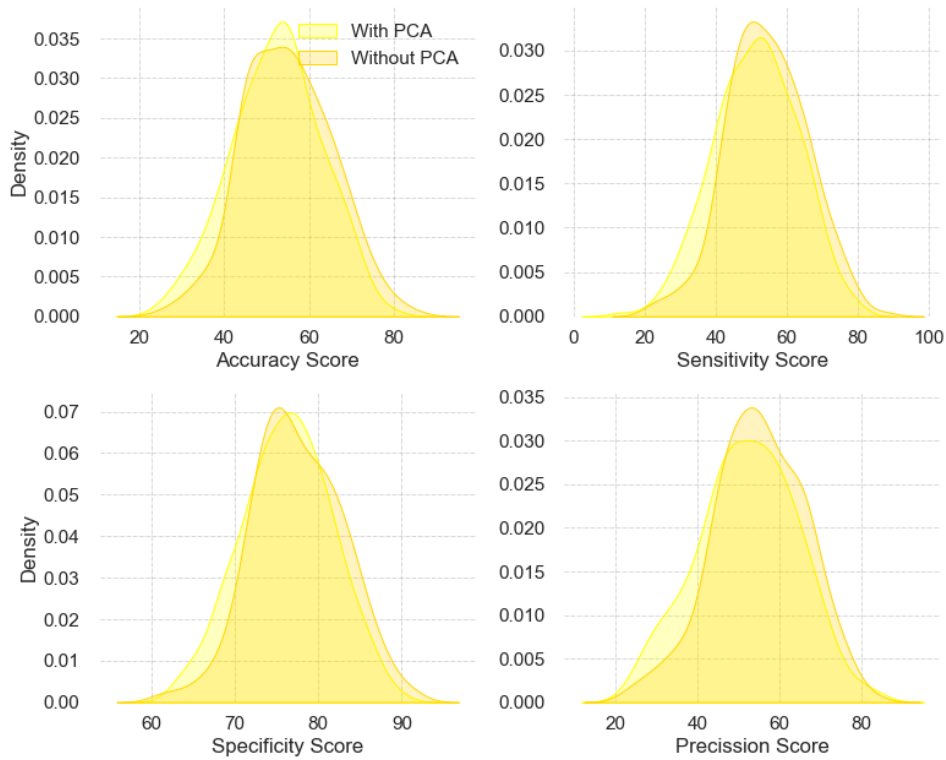 With PCA
Without PCA
0.035
0.030
0.025
0.020
0.015
0.010
0.005
0.000
Density
20 40 60 80
Accuracy Score
0.030
0.025
0.020
0.015
0.010
0.005
0.000
0 20 40 60 80 100
Sensitivity Score
0.07
0.06
0.05
0.04
0.03
0.02
0.01
0.00
Density
60 70 80 90
Specificity Score
0.035
0.030
0.025
0.020
0.015
0.010
0.005
0.000
20 40 60 80
Precission Score